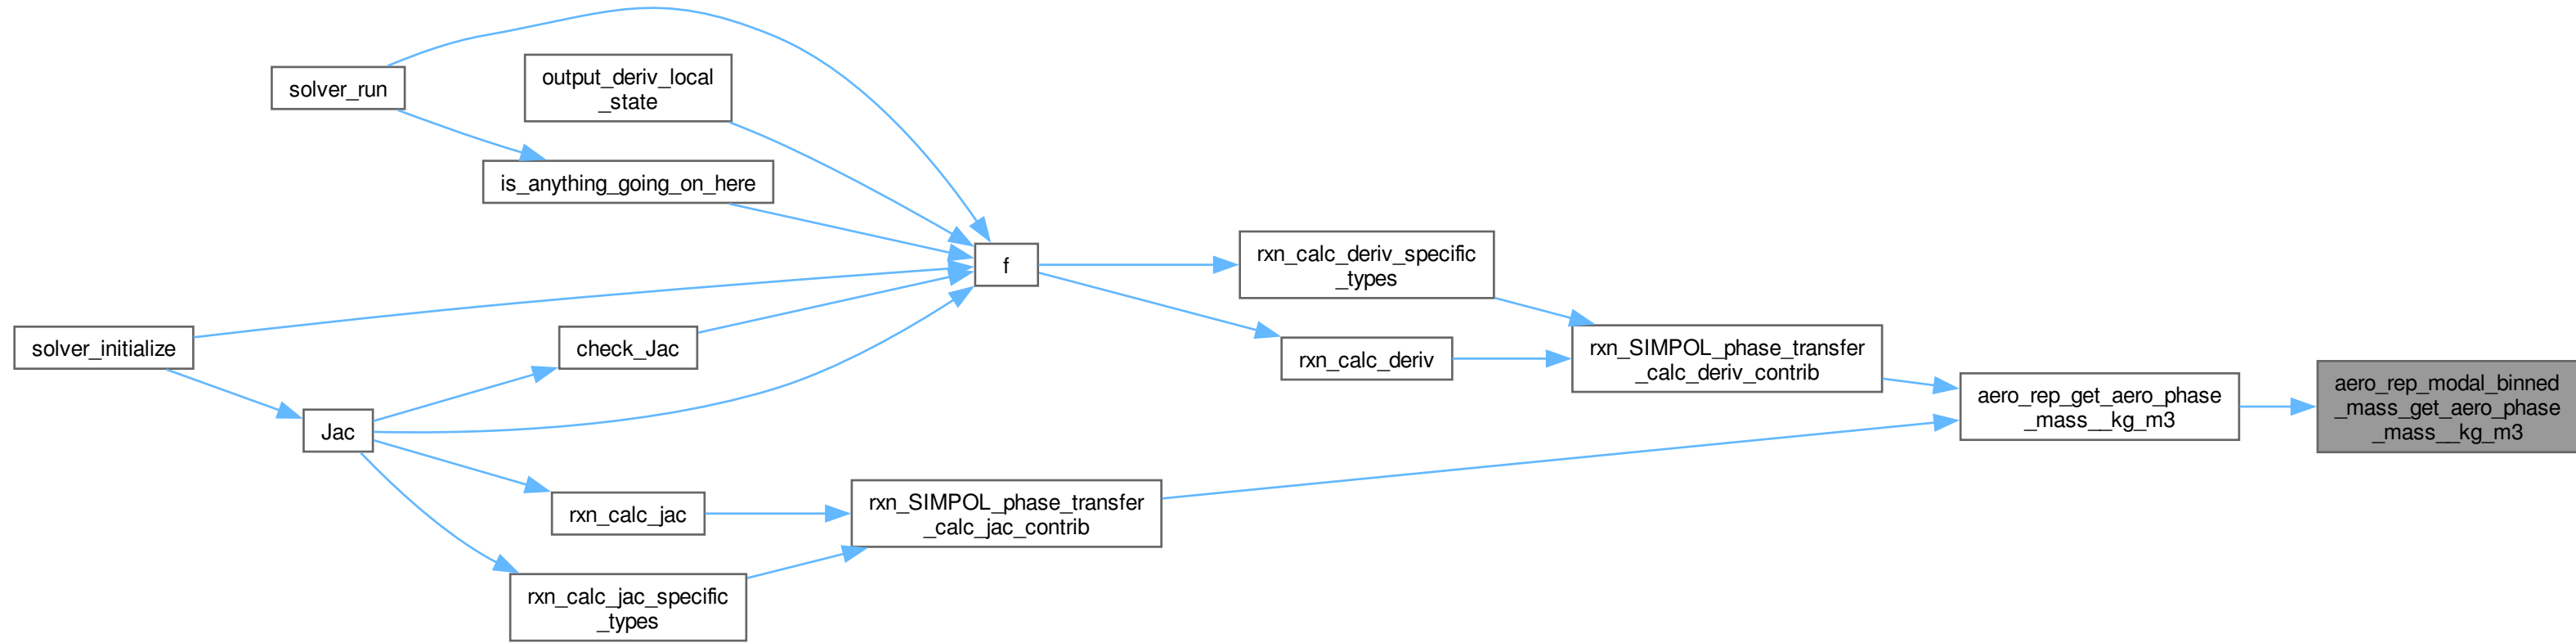 solver_run
output_deriv_local
_state
is_anything_going_on_here
f
rxn_calc_deriv_specific
_types
solver_initialize
check_Jac
rxn_calc_deriv
rxn_SIMPOL_phase_transfer
_calc_deriv_contrib
aero_rep_get_aero_phase
_mass__kg_m3
aero_rep_modal_binned
_mass_get_aero_phase
_mass__kg_m3
Jac
rxn_calc_jac
rxn_SIMPOL_phase_transfer
_calc_jac_contrib
rxn_calc_jac_specific
_types